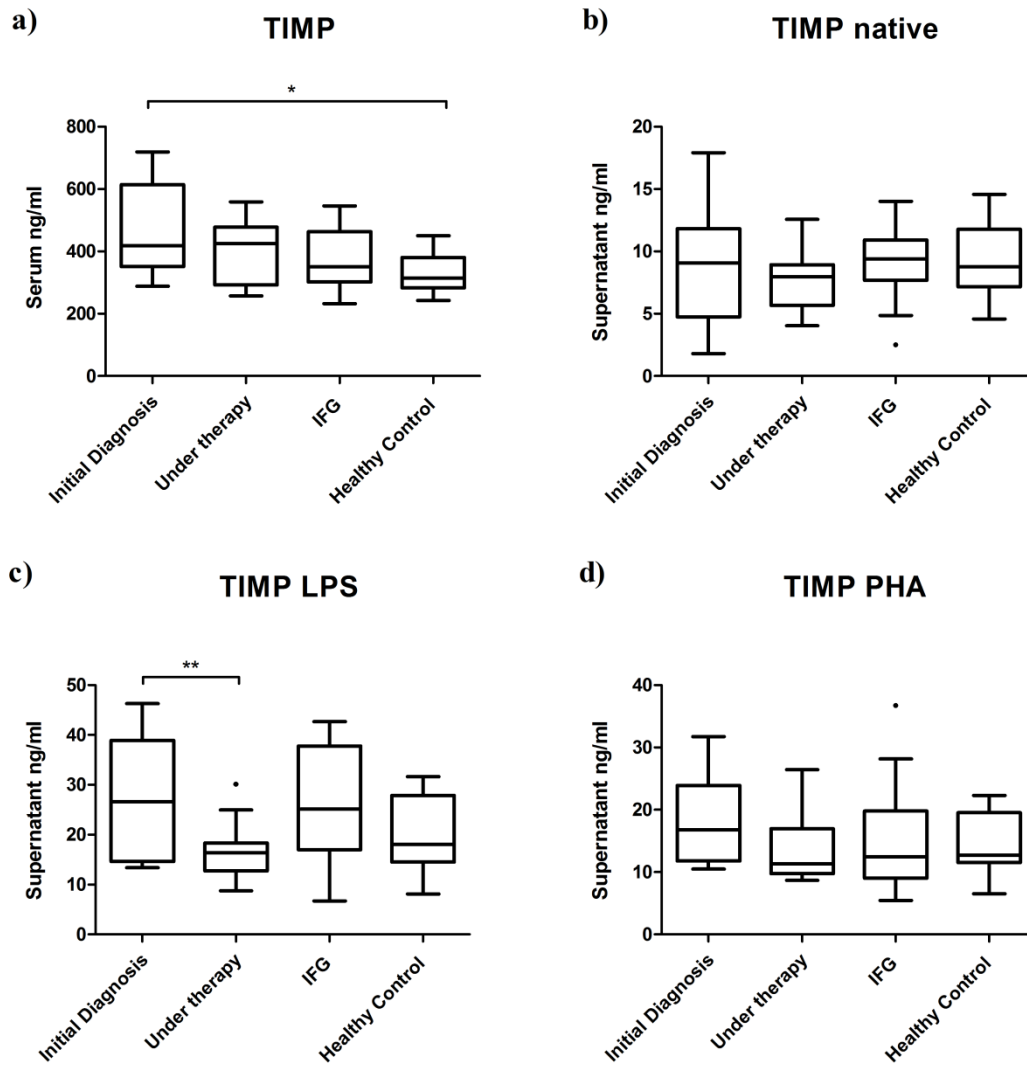 a)
TIMP
*
Serum ng/ml
800
600
400
200
0
Initial Diagnosis
Under therapy
IFG
Healthy Control
b)
TIMP native
Supernatant ng/ml
20
15
10
5
0
Initial Diagnosis
Under therapy
IFG
Healthy Control
c)
TIMP LPS
**
Supernatant ng/ml
50
40
30
20
10
0
Initial Diagnosis
Under therapy
IFG
Healthy Control
d)
TIMP PHA
Supernatant ng/ml
40
30
20
10
0
Initial Diagnosis
Under therapy
IFG
Healthy Control